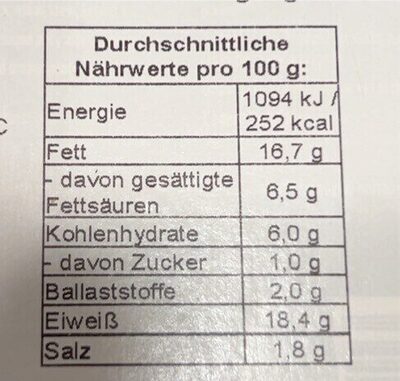 Durchschnittliche
Nährwerte pro 100 g:
Energie 1094 kJ /
252 kcal
Fett 16,7 g
- davon gesättigte
Fettsäuren 6,5 g
Kohlenhydrate 6,0 g
- davon Zucker 1,0 g
Ballaststoffe 2,0 g
Eiweiß 18,4 g
Salz 1,8 g